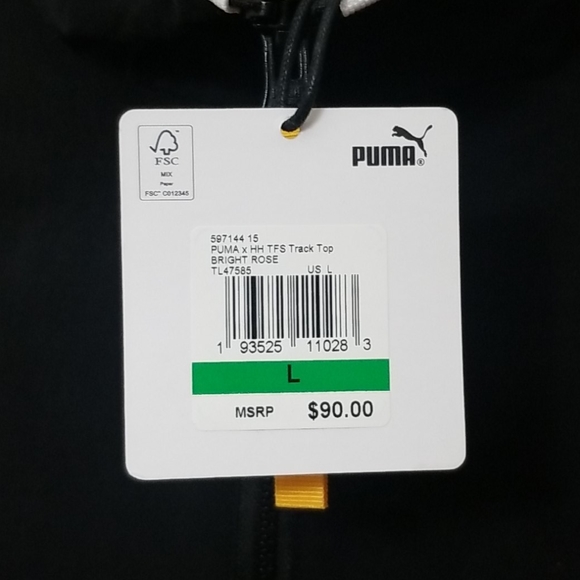 FSC
MIX
Paper
FSC™ C012345
PUMA®
597144 15
PUMA x HH TFS Track Top
BRIGHT ROSE
TL47585 US L
1 93525 11028 3
L
MSRP $90.00